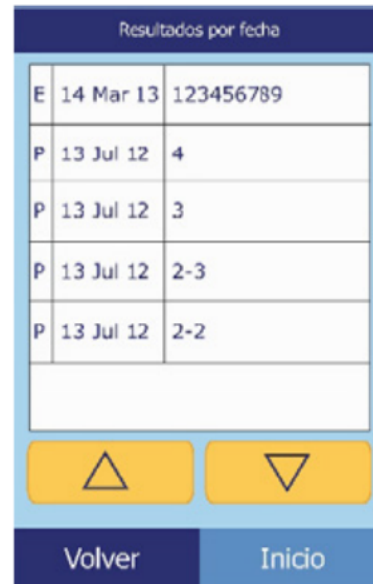 Resultados por fecha
E 14 Mar 13 123456789
P 13 Jul 12 4
P 13 Jul 12 3
P 13 Jul 12 2-3
P 13 Jul 12 2-2
Volver Inicio